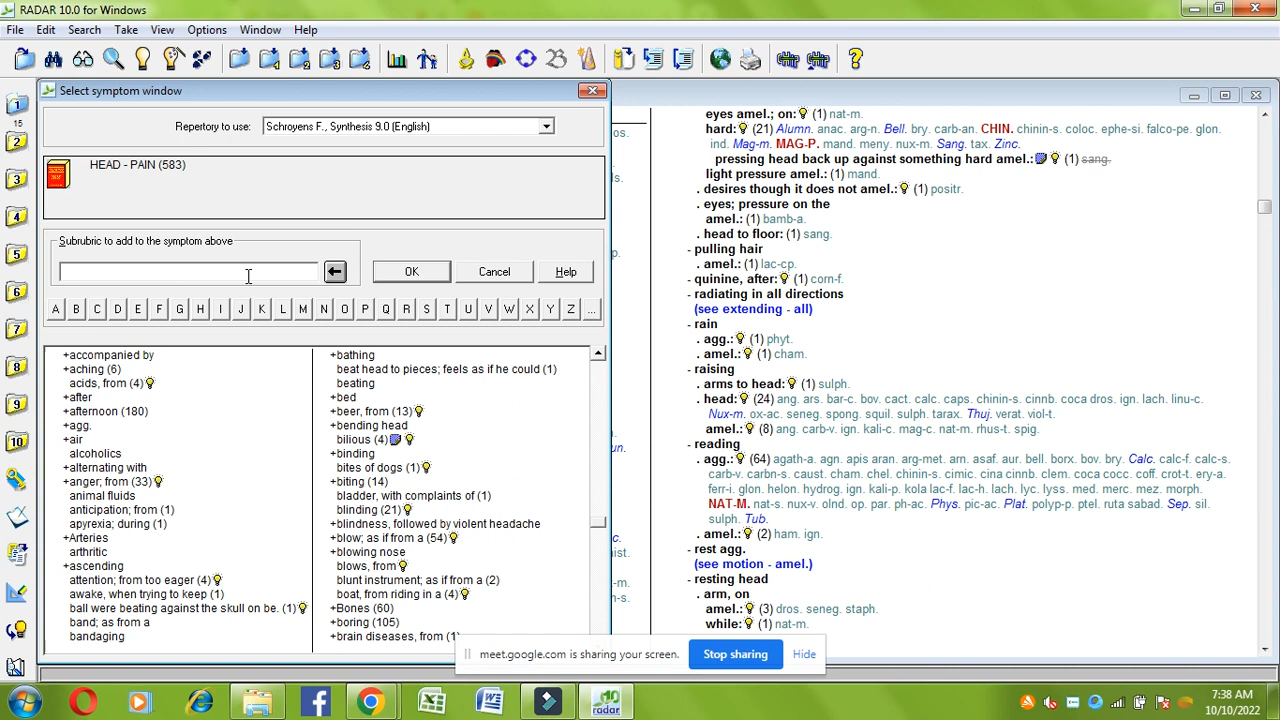 RADAR 10.0 for Windows
File Edit Search Take View Options Window Help
Select symptom window
Repertory to use: Schroyens F., Synthesis 9.0 (English)
HEAD - PAIN (583)
Subrubric to add to the symptom above
OK Cancel Help
A B C D E F G H I J K L M N O P Q R S T U V W X Y Z ...
+accompanied by
+aching (6)
acids, from (4)
+after
+afternoon (180)
+agg.
+air
alcoholics
+alternating with
+anger; from (33)
animal fluids
anticipation; from (1)
apyrexia; during (1)
+Arteries
arthritic
+ascending
attention; from too eager (4)
awake, when trying to keep (1)
ball were beating against the skull on be. (1)
band; as from a
bandaging
+bathing
beat head to pieces; feels as if he could (1)
beating
+bed
+beer, from (13)
+bending head
bilious (4)
+binding
bites of dogs (1)
+biting (14)
bladder, with complaints of (1)
binding (21)
+blindness, followed by violent headache
+blow; as if from a (54)
+blowing nose
blows, from
blunt instrument; as if from a (2)
boat, from riding in a (4)
+Bones (60)
+boring (105)
+brain diseases, from (1)
eyes amel.; on: (1) nat-m.
hard: (21) Alumn. anac. arg-n. Bell. bry. carb-an. CHIN. chinin-s. coloc. ephe-si. falco-pe. glon.
ind. Mag-m. MAG-P. mand. meny. nux-m. Sang. tax. Zinc.
pressing head back up against something hard amel.: (1) sang.
light pressure amel.: (1) mand.
. desires though it does not amel.: (1) positr.
. eyes; pressure on the
amel.: (1) bamb-a.
. head to floor: (1) sang.
- pulling hair
. amel.: (1) lac-cp.
- quinine, after: (1) corn-f.
- radiating in all directions
(see extending - all)
- rain
. agg.: (1) phyt.
. amel.: (1) cham.
- raising
. arms to head: (1) sulph.
. head: (24) ang. ars. bar-c. bov. cact. calc. caps. chinin-s. cinnb. coca dros. ign. lach. linu-c.
Nux-m. ox-ac. seneg. spong. squil. sulph. tarax. Thuj. verat. viol-t.
amel.: (8) ang. carb-v. ign. kali-c. mag-c. nat-m. rhus-t. spig.
- reading
. agg.: (64) agath-a. agn. apis aran. arg-met. arn. asaf. aur. bell. borx. bov. bry. Calc. calc-f. calc-s.
carb-v. carbn-s. caust. cham. chel. chinin-s. cimic. cina cinnb. clem. coca cocc. coff. crot-t. ery-a.
ferr-i. glon. helon. hydrog. ign. kali-p. kola lac-f. lac-h. lach. lyc. lyss. med. merc. mez. morph.
NAT-M. nat-s. nux-v. olnd. op. par. ph-ac. Phys. pic-ac. Plat. polyp-p. ptel. ruta sabad. Sep. sil.
sulph. Tub.
. amel.: (2) ham. ign.
- rest agg.
(see motion - amel.)
- resting head
. arm, on
amel.: (3) dros. seneg. staph.
while: (1) nat-m.
meet.google.com is sharing your screen. Stop sharing Hide
1
15
2
3
4
5
6
7
8
9
10
7:38 AM
10/10/2022